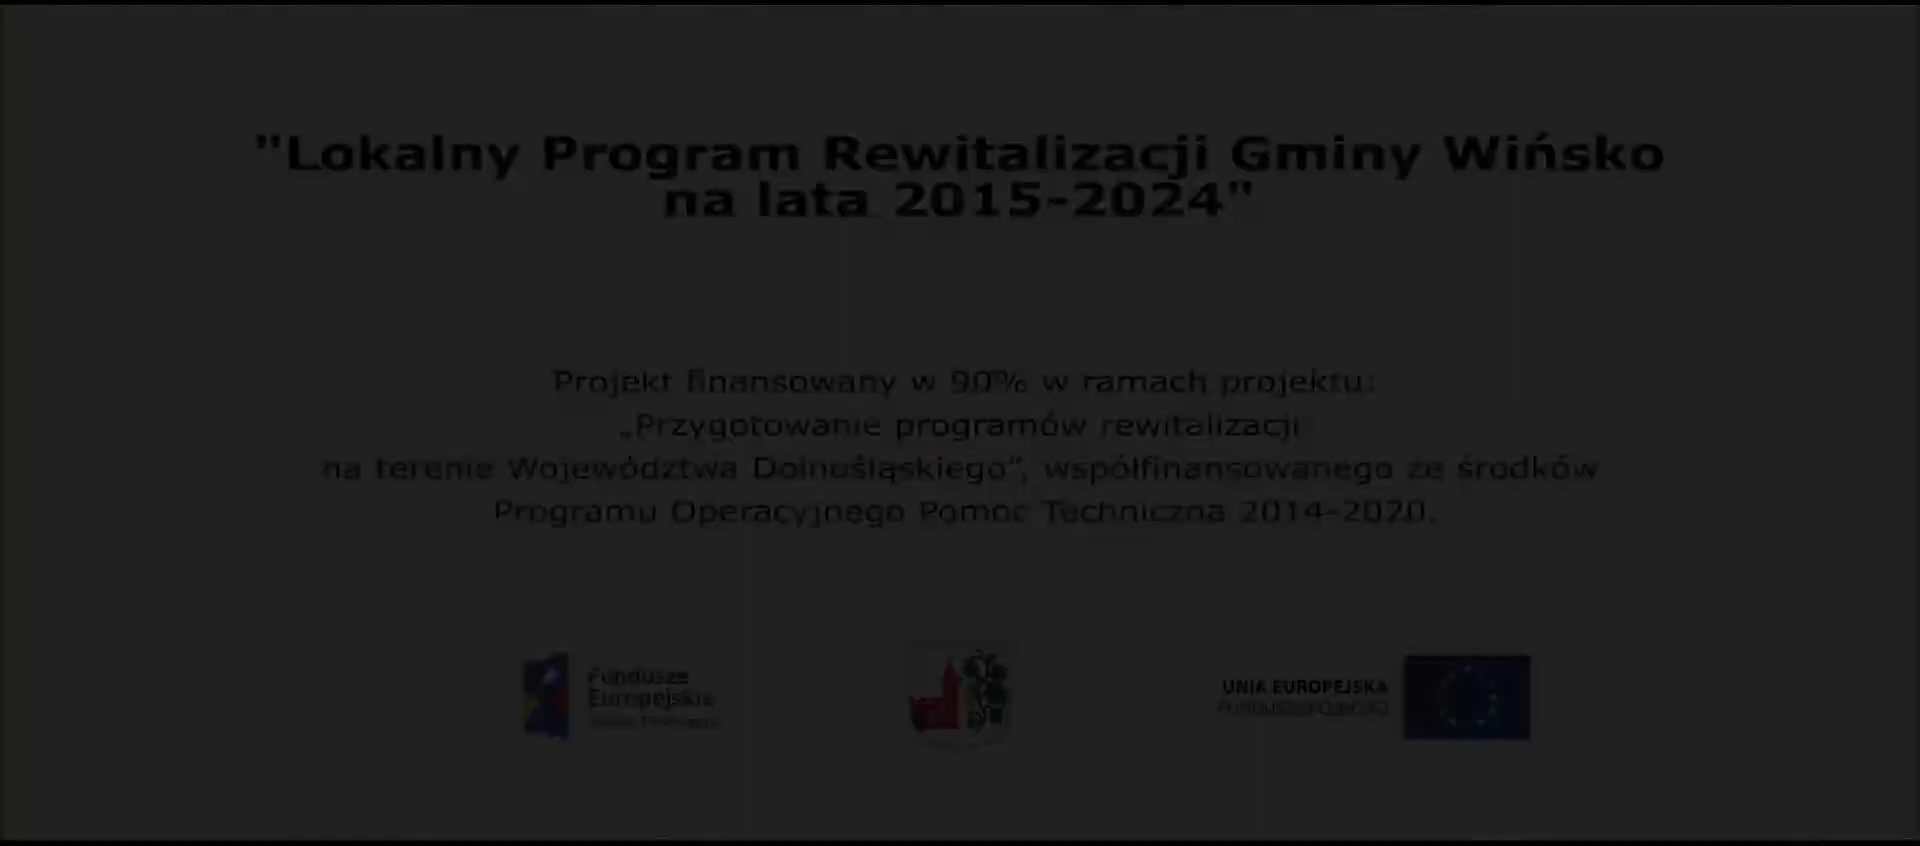 "Lokalny Program Rewitalizacji Gminy Wińsko
na lata 2015-2024"
Projekt finansowany w 90% w ramach projektu:
„Przygotowanie programów rewitalizacji
na terenie Województwa Dolnośląskiego”, współfinansowanego ze środków
Programu Operacyjnego Pomoc Techniczna 2014-2020.
Fundusze
Europejskie
UNIA EUROPEJSKA